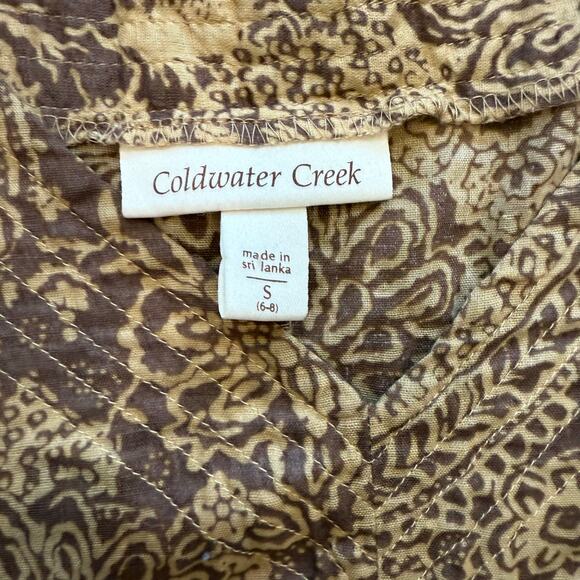 Coldwater Creek
made in
sri lanka
S
(6-8)